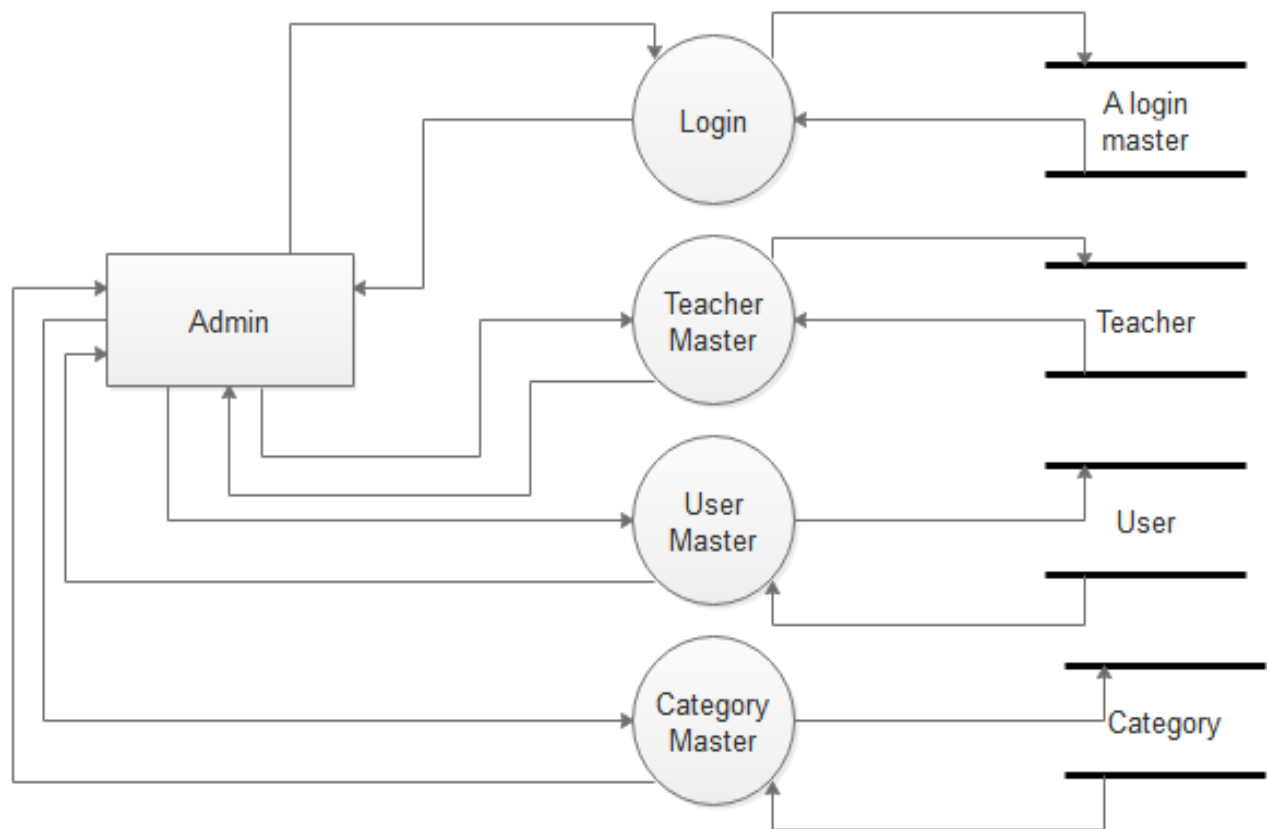 Login
A login
master
Admin
Teacher
Master
Teacher
User
Master
User
Category
Master
Category